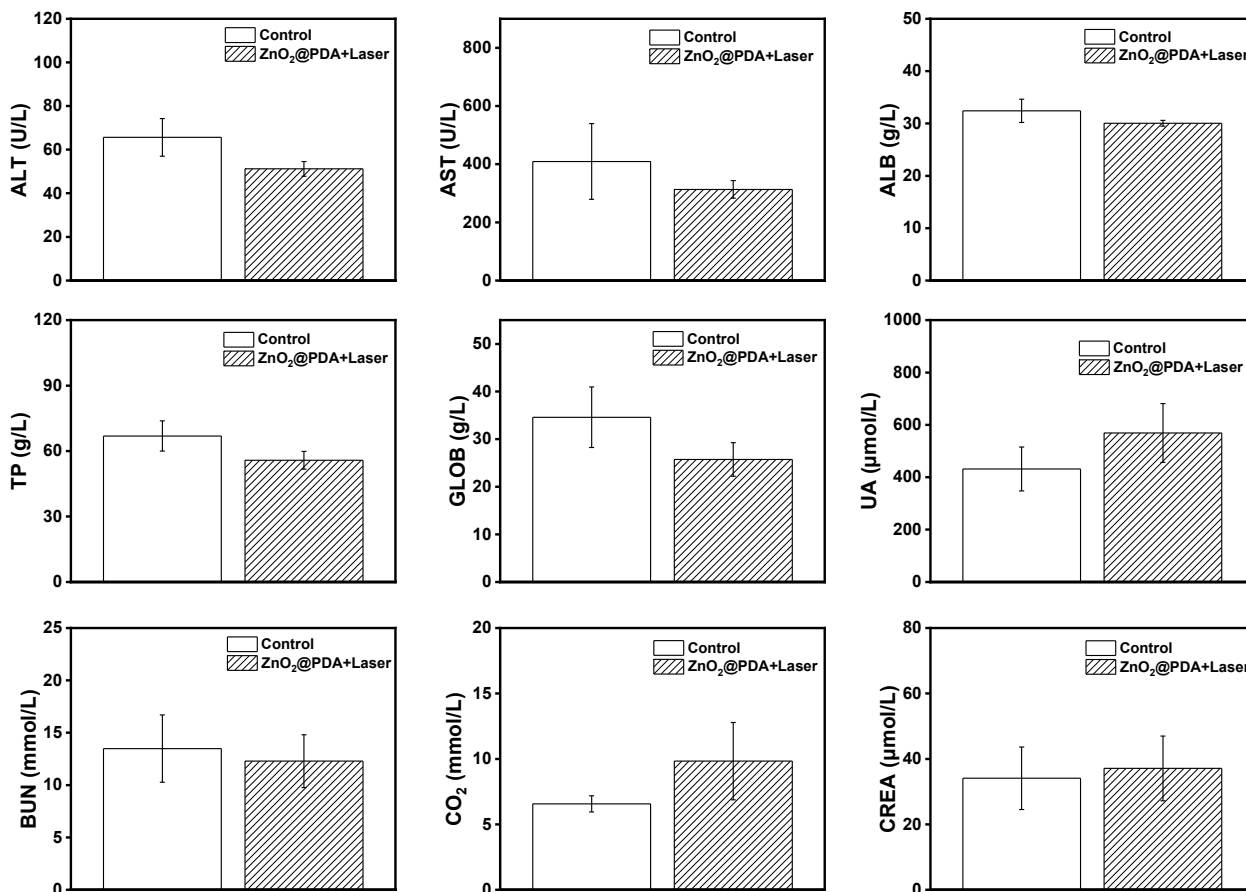 120
100
80
60
40
20
0
ALT (U/L)
Control
ZnO₂@PDA+Laser
800
600
400
200
0
AST (U/L)
Control
ZnO₂@PDA+Laser
50
40
30
20
10
0
ALB (g/L)
Control
ZnO₂@PDA+Laser
120
90
60
30
0
TP (g/L)
Control
ZnO₂@PDA+Laser
50
40
30
20
10
0
GLOB (g/L)
Control
ZnO₂@PDA+Laser
1000
800
600
400
200
0
UA (μmol/L)
Control
ZnO₂@PDA+Laser
25
20
15
10
5
0
BUN (mmol/L)
Control
ZnO₂@PDA+Laser
20
15
10
5
0
CO₂ (mmol/L)
Control
ZnO₂@PDA+Laser
80
60
40
20
0
CREA (μmol/L)
Control
ZnO₂@PDA+Laser